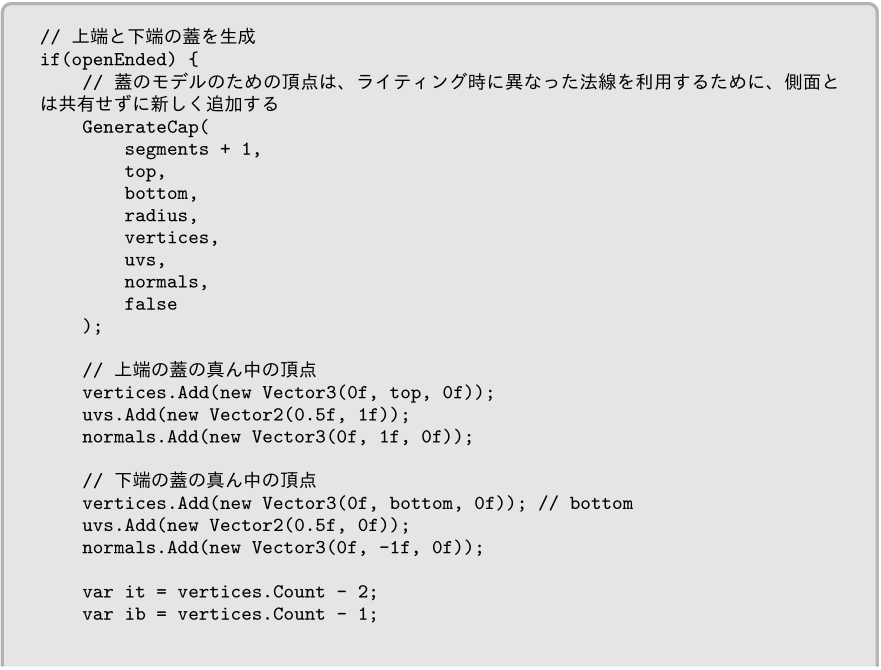 // 上端と下端の蓋を生成
if(openEnded) {
    // 蓋のモデルのための頂点は、ライティング時に異なった法線を利用するために、側面と
は共有せずに新しく追加する
    GenerateCap(
        segments + 1,
        top,
        bottom,
        radius,
        vertices,
        uvs,
        normals,
        false
    );

    // 上端の蓋の真ん中の頂点
    vertices.Add(new Vector3(0f, top, 0f));
    uvs.Add(new Vector2(0.5f, 1f));
    normals.Add(new Vector3(0f, 1f, 0f));

    // 下端の蓋の真ん中の頂点
    vertices.Add(new Vector3(0f, bottom, 0f)); // bottom
    uvs.Add(new Vector2(0.5f, 0f));
    normals.Add(new Vector3(0f, -1f, 0f));

    var it = vertices.Count - 2;
    var ib = vertices.Count - 1;